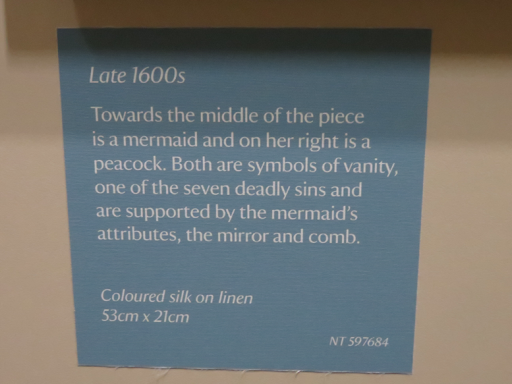 Late 1600s
Towards the middle of the piece
is a mermaid and on her right is a
peacock. Both are symbols of vanity,
one of the seven deadly sins and
are supported by the mermaid's
attributes, the mirror and comb.
Coloured silk on linen
53cm x 21cm
NT 597684